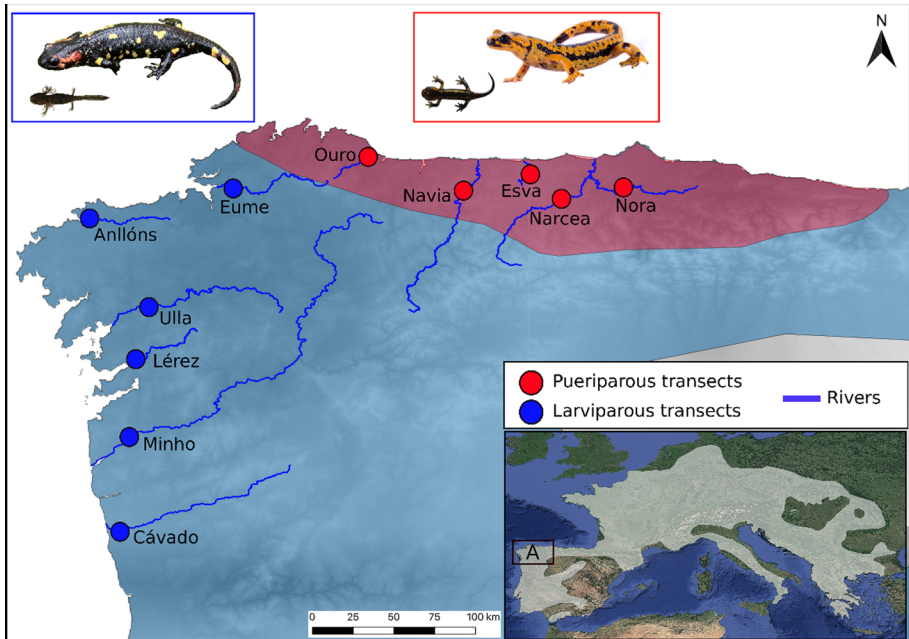 N
Ouro
Eume
Anllóns
Navia
Esva
Narcea
Nora
Ulla
Lérez
Minho
Cávado
Pueriparous transects
Larviparous transects
Rivers
A
0 25 50 75 100 km